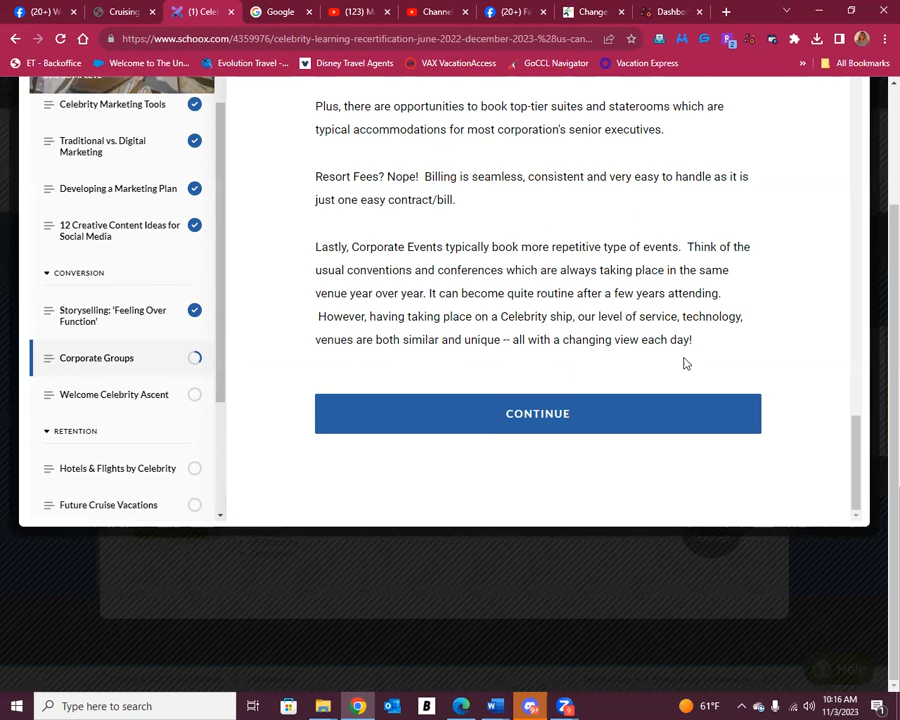 (20+) W
Cruising
(1) Cele
Google
(123) M
Channel
(20+) Fa
Change
Dashbo
https://www.schoox.com/4359976/celebrity-learning-recertification-june-2022-december-2023-%28us-can...
ET - Backoffice
Welcome to The Un...
Evolution Travel -...
Disney Travel Agents
VAX VacationAccess
GoCCL Navigator
Vacation Express
»
All Bookmarks
Celebrity Marketing Tools
Traditional vs. Digital
Marketing
Developing a Marketing Plan
12 Creative Content Ideas for
Social Media
CONVERSION
Storyselling: 'Feeling Over
Function'
Corporate Groups
Welcome Celebrity Ascent
RETENTION
Hotels & Flights by Celebrity
Future Cruise Vacations
Plus, there are opportunities to book top-tier suites and staterooms which are
typical accommodations for most corporation's senior executives.
Resort Fees? Nope!  Billing is seamless, consistent and very easy to handle as it is
just one easy contract/bill.
Lastly, Corporate Events typically book more repetitive type of events.  Think of the
usual conventions and conferences which are always taking place in the same
venue year over year. It can become quite routine after a few years attending.
However, having taking place on a Celebrity ship, our level of service, technology,
venues are both similar and unique -- all with a changing view each day!
CONTINUE
Help
Type here to search
61°F
10:16 AM
11/3/2023